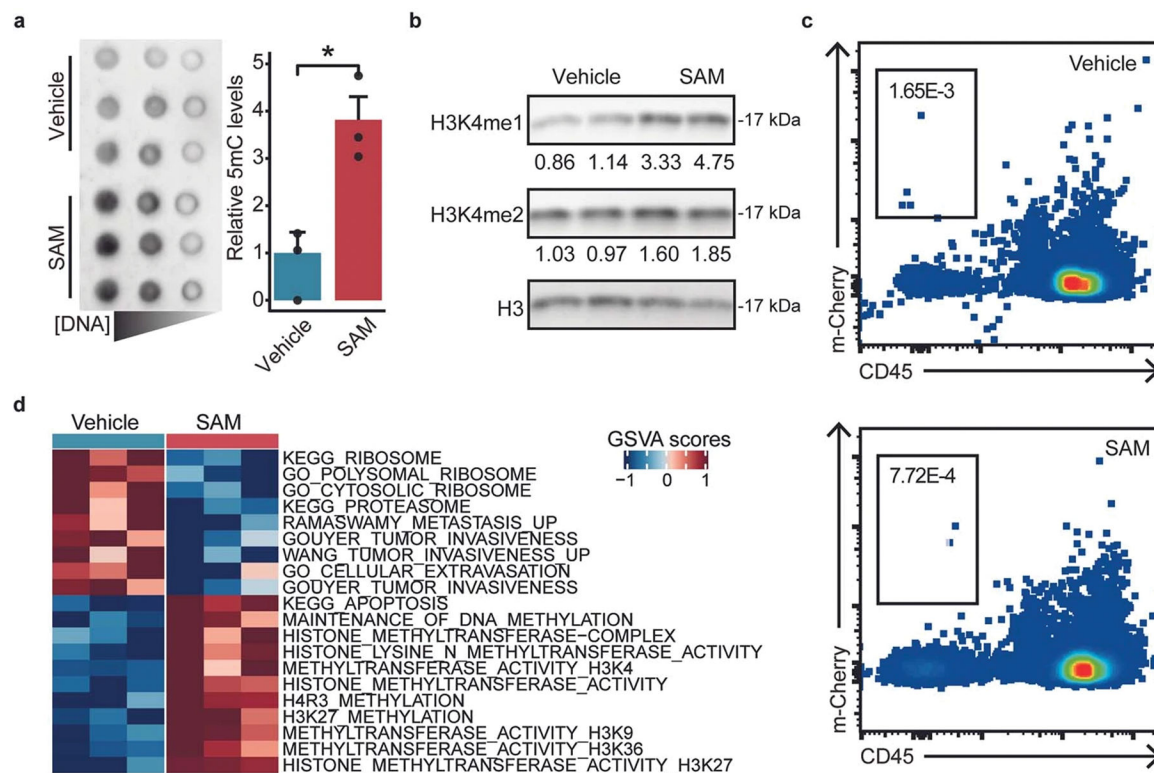 a
Vehicle
SAM
[DNA]
Relative 5mC levels
5
4
3
2
1
0
*
Vehicle
SAM
b
Vehicle SAM
H3K4me1 -17 kDa
0.86 1.14 3.33 4.75
H3K4me2 -17 kDa
1.03 0.97 1.60 1.85
H3 -17 kDa
c
Vehicle
1.65E-3
m-Cherry
CD45
SAM
7.72E-4
m-Cherry
CD45
d
Vehicle SAM
GSVA scores
−1 0 1
KEGG_RIBOSOME
GO_POLYSOMAL_RIBOSOME
GO_CYTOSOLIC_RIBOSOME
KEGG_PROTEASOME
RAMASWAMY_METASTASIS_UP
GOUYER_TUMOR_INVASIVENESS
WANG_TUMOR_INVASIVENESS_UP
GO_CELLULAR_EXTRAVASATION
GOUYER_TUMOR_INVASIVENESS
KEGG_APOPTOSIS
MAINTENANCE_OF_DNA_METHYLATION
HISTONE_METHYLTRANSFERASE−COMPLEX
HISTONE_LYSINE_N_METHYLTRANSFERASE_ACTIVITY
METHYLTRANSFERASE_ACTIVITY_H3K4
HISTONE_METHYLTRANSFERASE_ACTIVITY
H4R3_METHYLATION
H3K27_METHYLATION
METHYLTRANSFERASE_ACTIVITY_H3K9
METHYLTRANSFERASE_ACTIVITY_H3K36
HISTONE_METHYLTRANSFERASE_ACTIVITY_H3K27